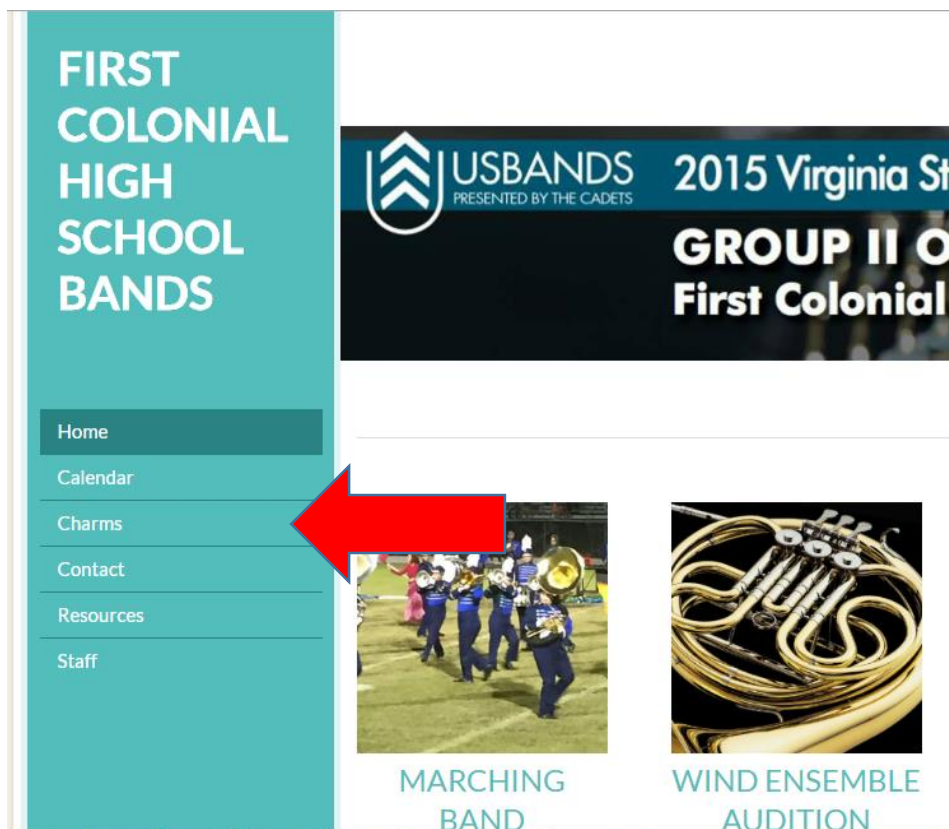 FIRST
COLONIAL
HIGH
SCHOOL
BANDS
Home
Calendar
Charms
Contact
Resources
Staff
USBANDS
PRESENTED BY THE CADETS
2015 Virginia St
GROUP II O
First Colonial
MARCHING
BAND
WIND ENSEMBLE
AUDITION